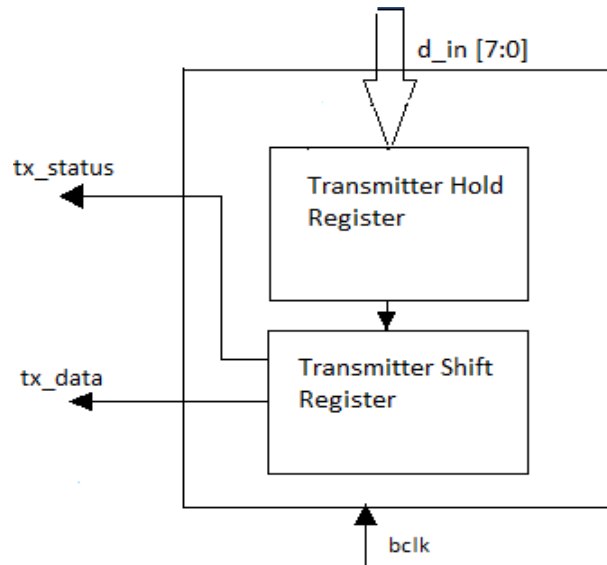 d_in [7:0]
tx_status
Transmitter Hold
Register
Transmitter Shift
Register
tx_data
bclk